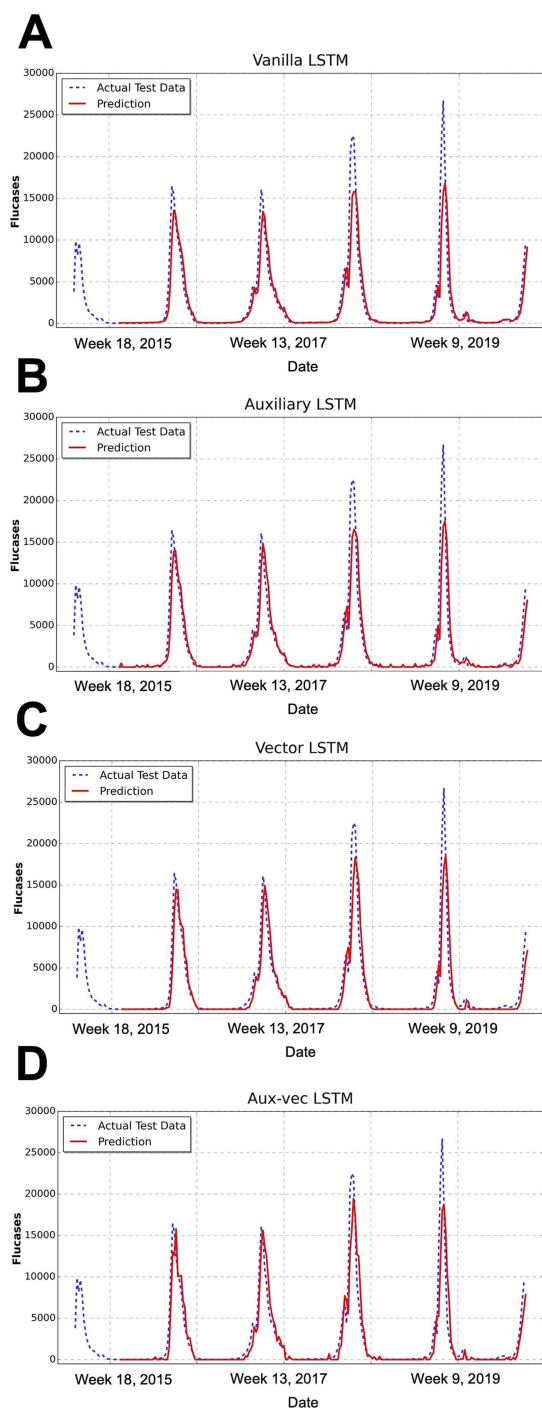 A
Vanilla LSTM
30000
25000
20000
15000
10000
5000
0
Flucases
Actual Test Data
Prediction
Week 18, 2015
Week 13, 2017
Week 9, 2019
Date
B
Auxiliary LSTM
30000
25000
20000
15000
10000
5000
0
Flucases
Actual Test Data
Prediction
Week 18, 2015
Week 13, 2017
Week 9, 2019
Date
C
Vector LSTM
30000
25000
20000
15000
10000
5000
0
Flucases
Actual Test Data
Prediction
Week 18, 2015
Week 13, 2017
Week 9, 2019
Date
D
Aux-vec LSTM
30000
25000
20000
15000
10000
5000
0
Flucases
Actual Test Data
Prediction
Week 18, 2015
Week 13, 2017
Week 9, 2019
Date